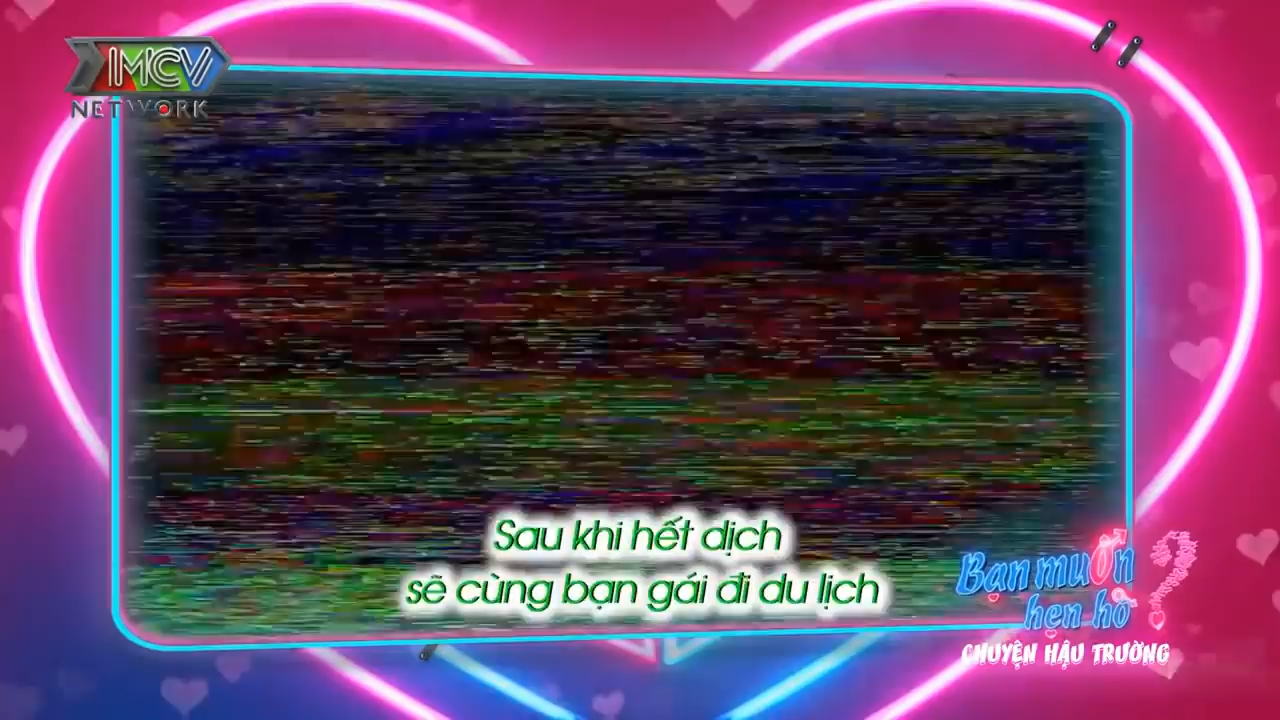 MCV
NETWORK
Sau khi hết dịch
sẽ cùng bạn gái đi du lịch
Bạn muốn
hẹn hò ?
CHUYỆN HẬU TRƯỜNG